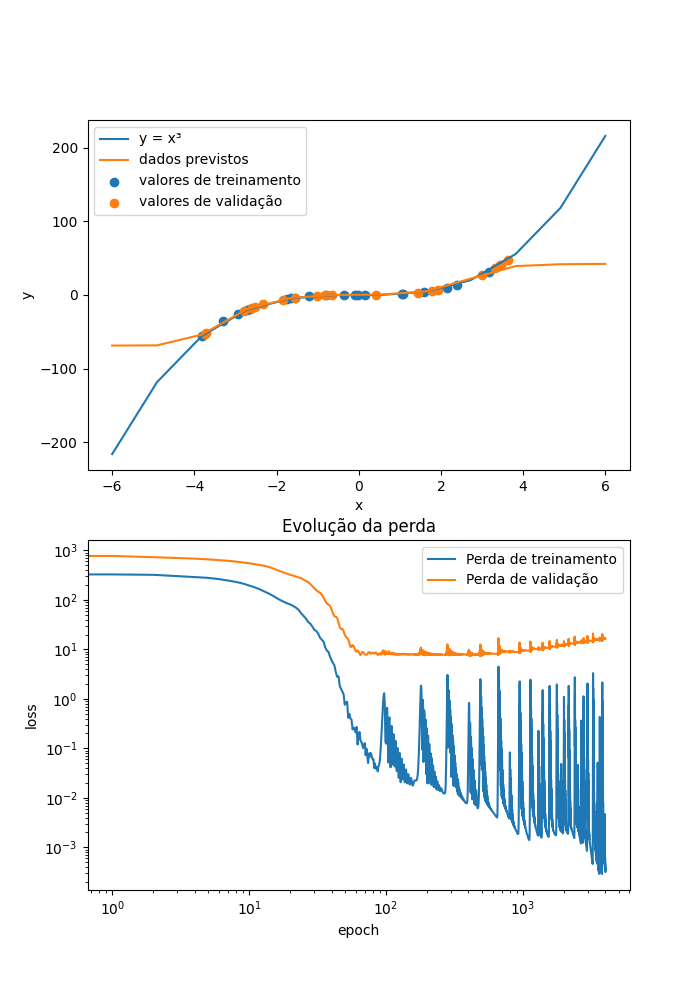 y = x³
dados previstos
valores de treinamento
valores de validação
200
100
0
−100
−200
y
−6
−4
−2
0
2
4
6
x
Evolução da perda
Perda de treinamento
Perda de validação
10³
10²
10¹
10⁰
10⁻¹
10⁻²
10⁻³
loss
10⁰
10¹
10²
10³
epoch